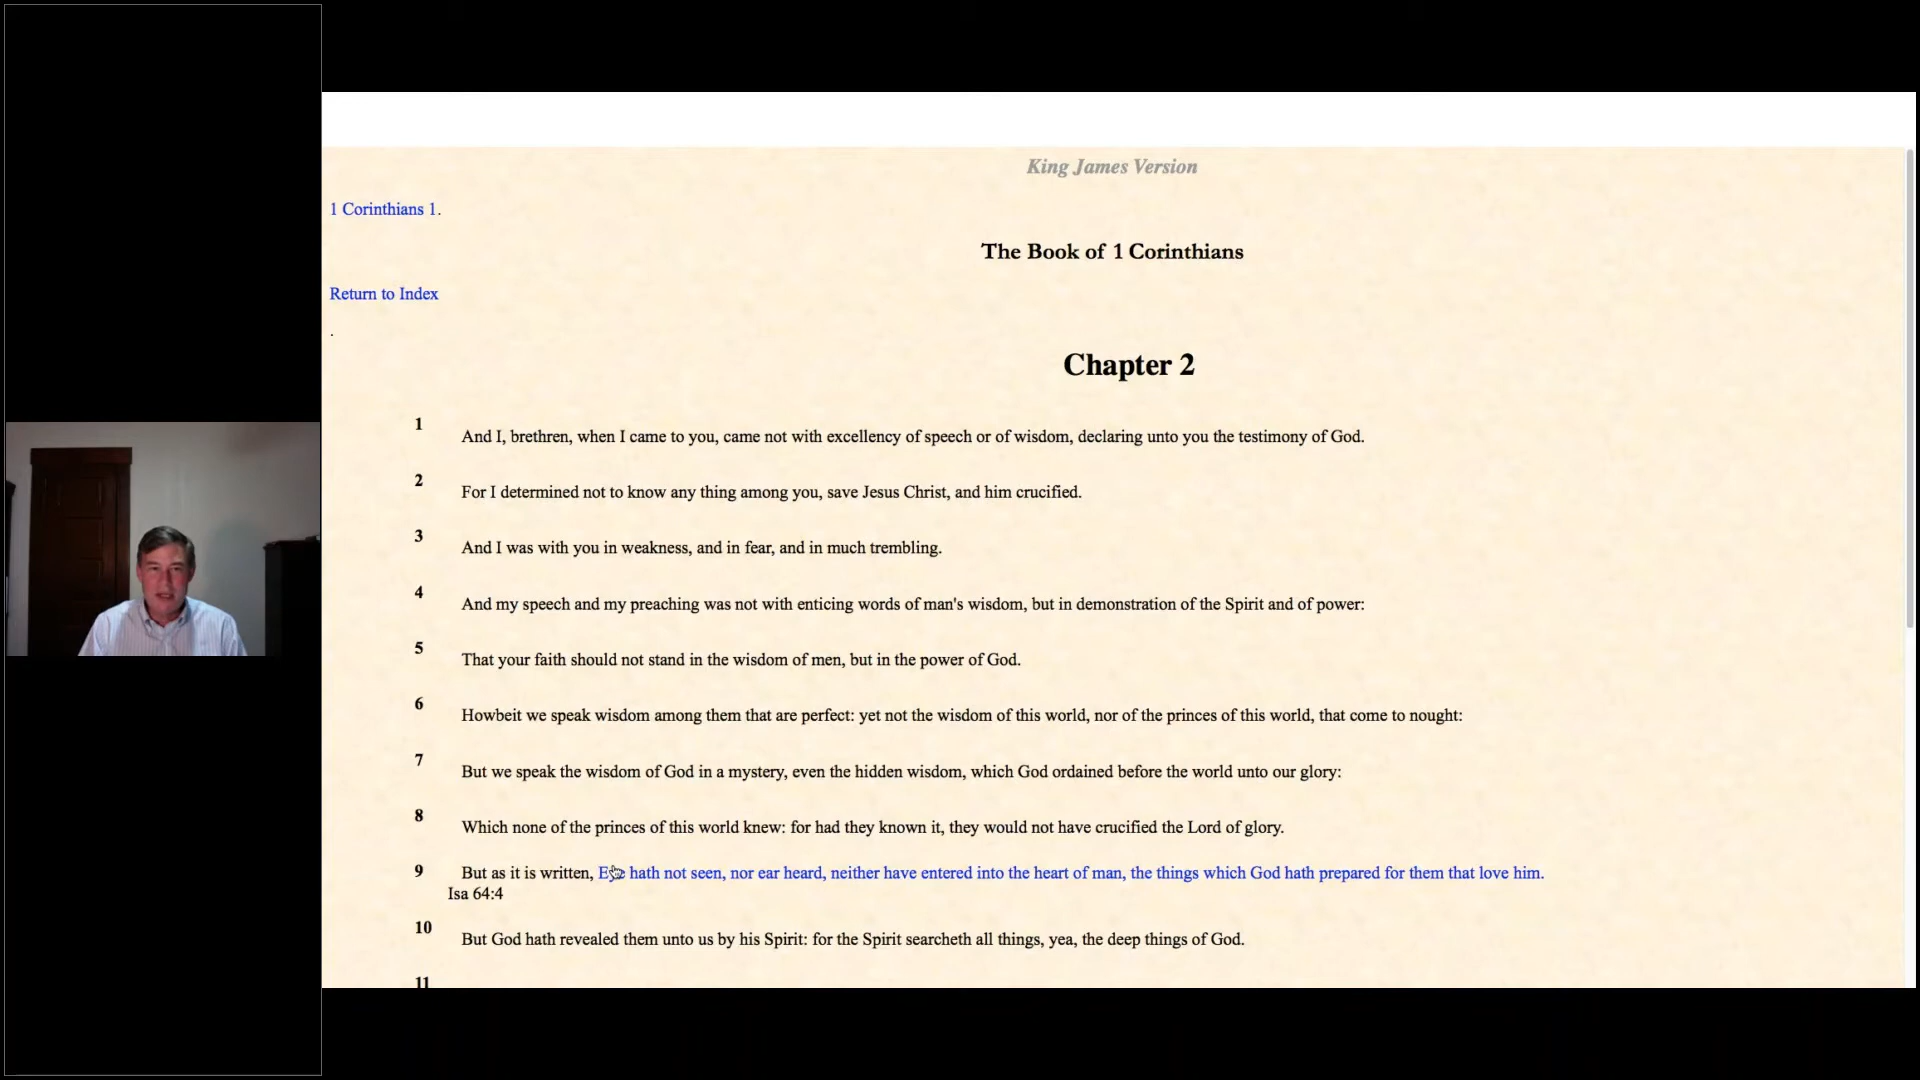 King James Version
1 Corinthians 1.
The Book of 1 Corinthians
Return to Index
.
Chapter 2
1
And I, brethren, when I came to you, came not with excellency of speech or of wisdom, declaring unto you the testimony of God.
2
For I determined not to know any thing among you, save Jesus Christ, and him crucified.
3
And I was with you in weakness, and in fear, and in much trembling.
4
And my speech and my preaching was not with enticing words of man's wisdom, but in demonstration of the Spirit and of power:
5
That your faith should not stand in the wisdom of men, but in the power of God.
6
Howbeit we speak wisdom among them that are perfect: yet not the wisdom of this world, nor of the princes of this world, that come to nought:
7
But we speak the wisdom of God in a mystery, even the hidden wisdom, which God ordained before the world unto our glory:
8
Which none of the princes of this world knew: for had they known it, they would not have crucified the Lord of glory.
9
But as it is written, Eye hath not seen, nor ear heard, neither have entered into the heart of man, the things which God hath prepared for them that love him.
Isa 64:4
10
But God hath revealed them unto us by his Spirit: for the Spirit searcheth all things, yea, the deep things of God.
11